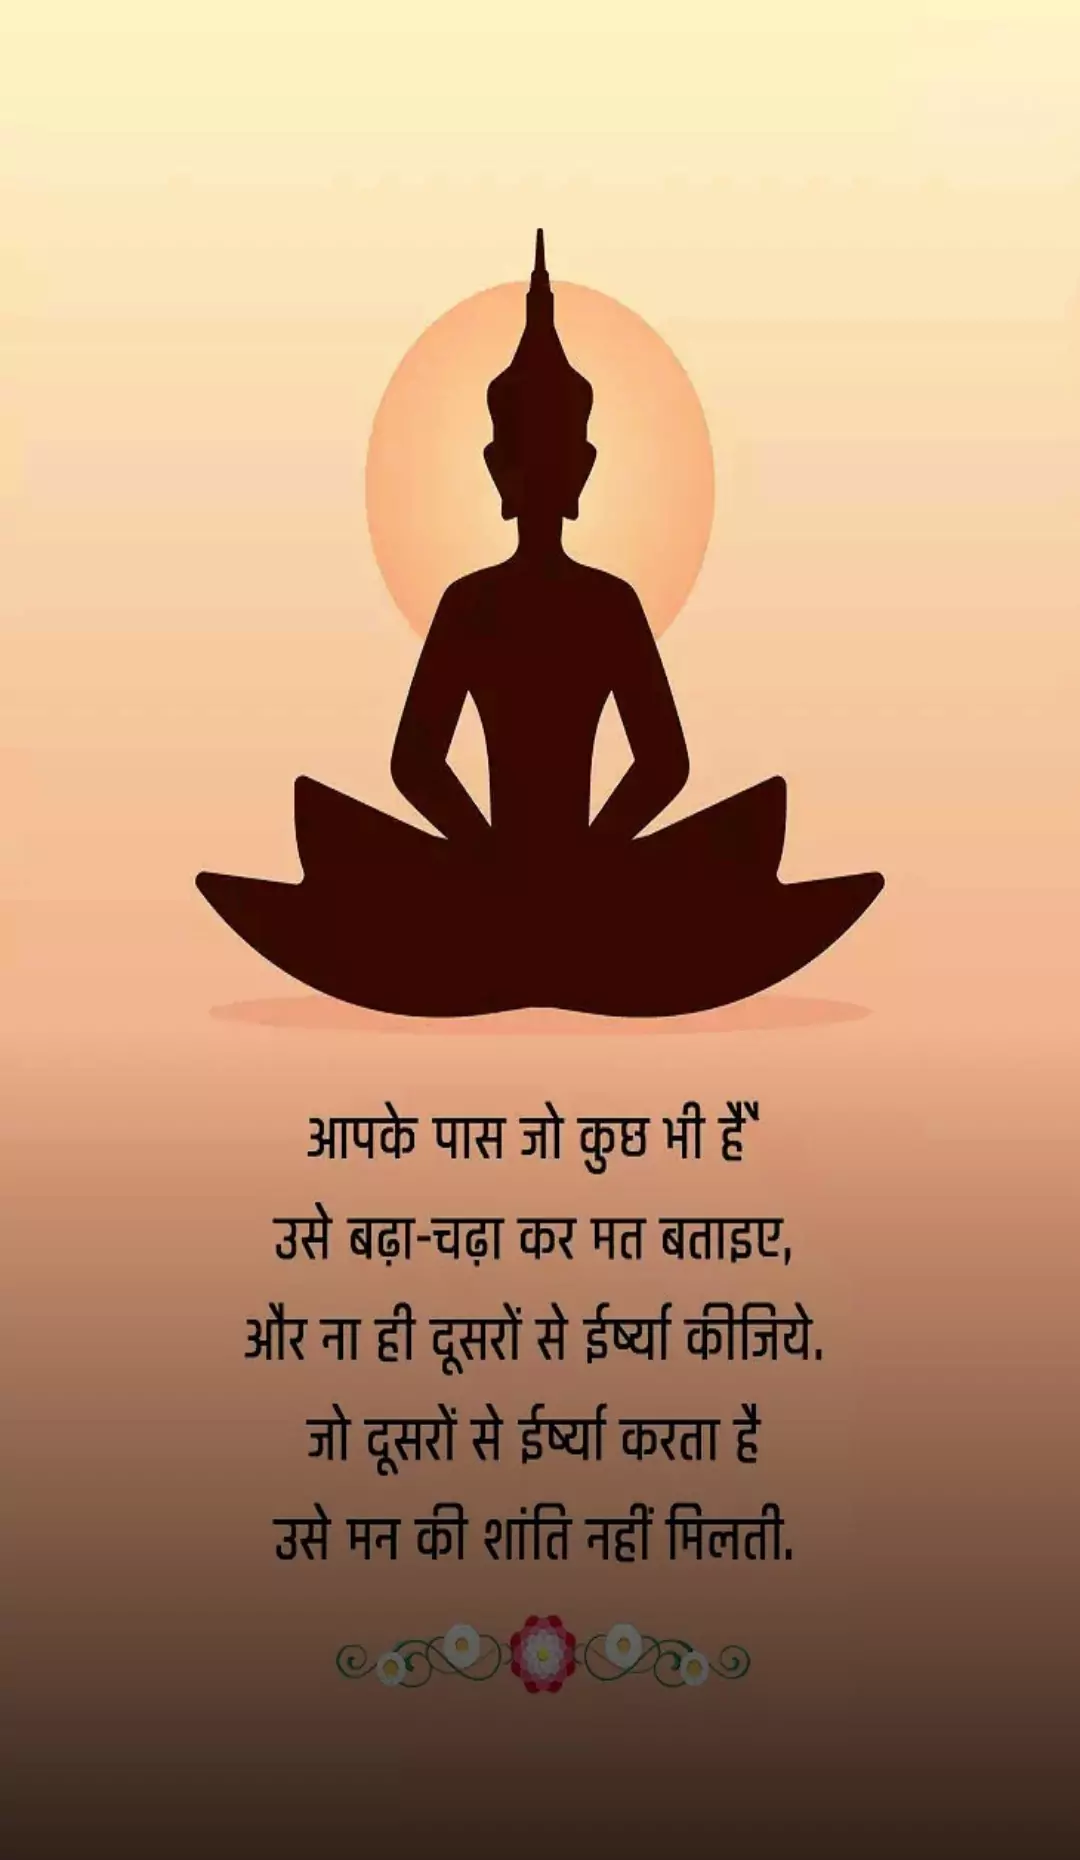 आपके पास जो कुछ भी है"
उसे बढ़ा-चढ़ा कर मत बताइए,
और ना ही दूसरों से ईर्ष्या कीजिये.
जो दूसरों से ईर्ष्या करता है
उसे मन की शांति नहीं मिलती.